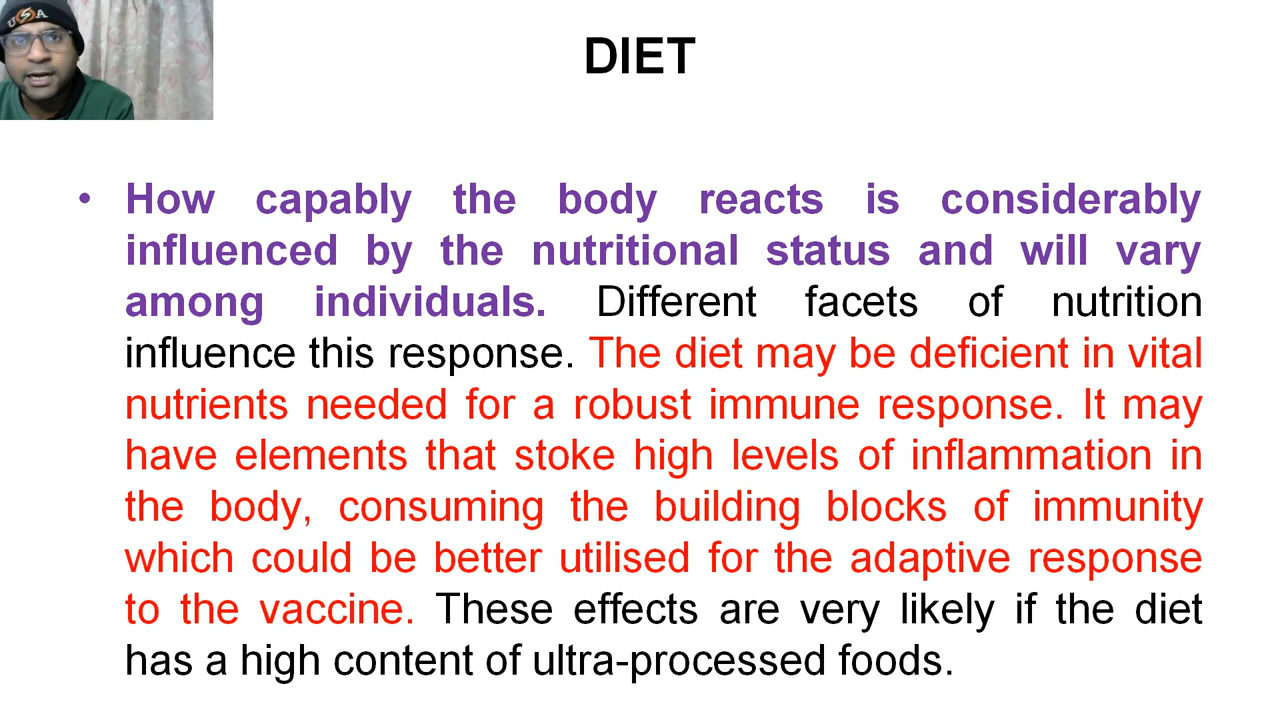 USA
DIET
• How capably the body reacts is considerably
influenced by the nutritional status and will vary
among individuals. Different facets of nutrition
influence this response. The diet may be deficient in vital
nutrients needed for a robust immune response. It may
have elements that stoke high levels of inflammation in
the body, consuming the building blocks of immunity
which could be better utilised for the adaptive response
to the vaccine. These effects are very likely if the diet
has a high content of ultra-processed foods.